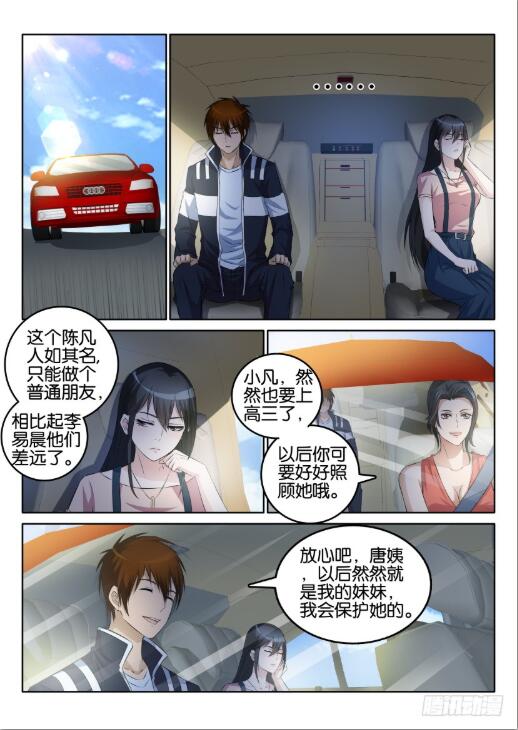 ……
这个陈凡
人如其名,
只能做个
普通朋友,
相比起李
易晨他们
差远了。
小凡，然
然也要上
高三了，
以后你可
要好好照
顾她哦。
放心吧，唐姨
，以后然然就
是我的妹妹，
我会保护她的。
腾讯动漫